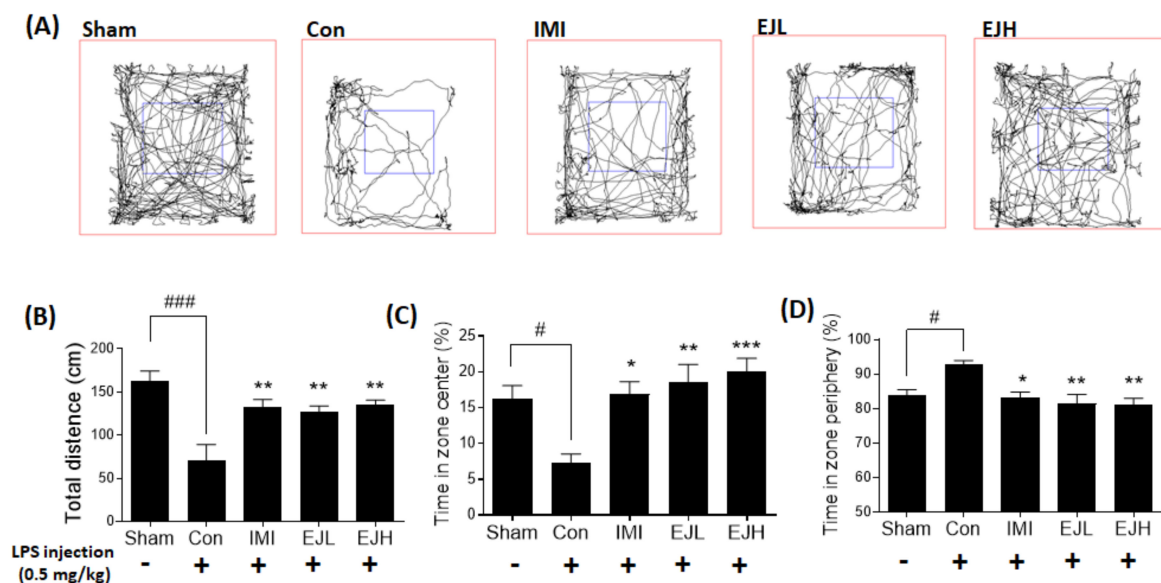 (A)
Sham
Con
IMI
EJL
EJH
(B)
###
Total distence (cm)
200
150
100
50
0
** ** **
Sham Con IMI EJL EJH
LPS injection
(0.5 mg/kg)
- + + + +
(C)
#
Time in zone center (%)
25
20
15
10
5
0
* ** ***
Sham Con IMI EJL EJH
- + + + +
(D)
#
Time in zone periphery (%)
100
90
80
70
60
50
* ** **
Sham Con IMI EJL EJH
- + + + +